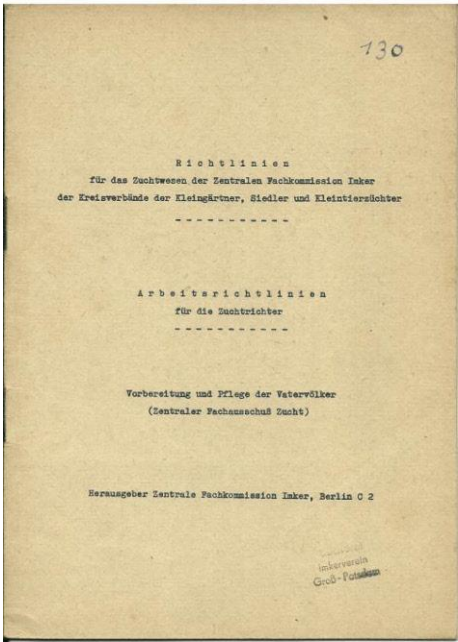 130
Richtlinien
für das Zuchtwesen der Zentralen Fachkommission Imker
der Kreisverbände der Kleingärtner, Siedler und Kleintierzüchter
- - - - - - - - - - -
Arbeitsrichtlinien
für die Zuchtrichter
- - - - - - - - - - -
Vorbereitung und Pflege der Vatervölker
(Zentraler Fachausschuß Zucht)
Herausgeber Zentrale Fachkommission Imker, Berlin C 2
Imkerverein
Groß-Potsdam